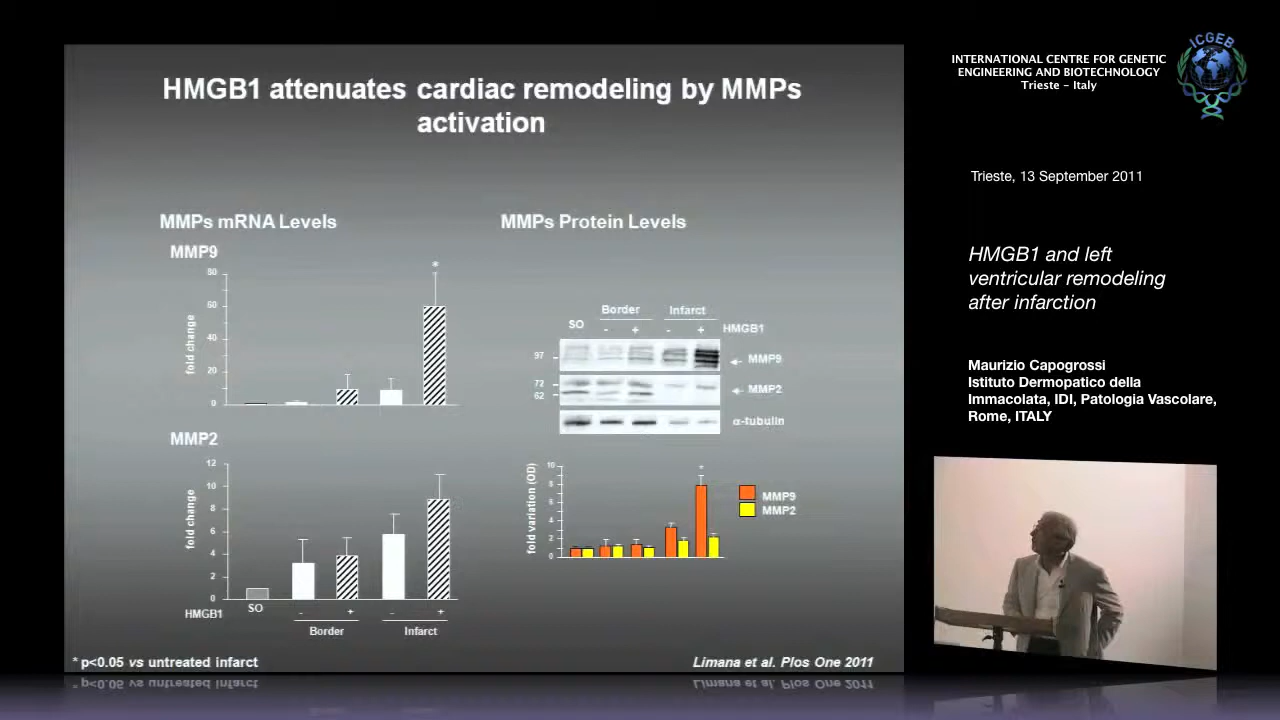 HMGB1 attenuates cardiac remodeling by MMPs
activation
MMPs mRNA Levels
MMP9
80
60
40
20
0
fold change
*
MMP2
12
10
8
6
4
2
0
fold change
SO
HMGB1
-
+
-
+
Border
Infarct
* p<0.05 vs untreated infarct
MMPs Protein Levels
Border
Infarct
SO
-
+
-
+
HMGB1
97
MMP9
72
62
MMP2
α-tubulin
10
8
6
4
2
0
fold variation (OD)
*
MMP9
MMP2
Limana et al. Plos One 2011
INTERNATIONAL CENTRE FOR GENETIC
ENGINEERING AND BIOTECHNOLOGY
Trieste - Italy
ICGEB
Trieste, 13 September 2011
HMGB1 and left
ventricular remodeling
after infarction
Maurizio Capogrossi
Istituto Dermopatico della
Immacolata, IDI, Patologia Vascolare,
Rome, ITALY